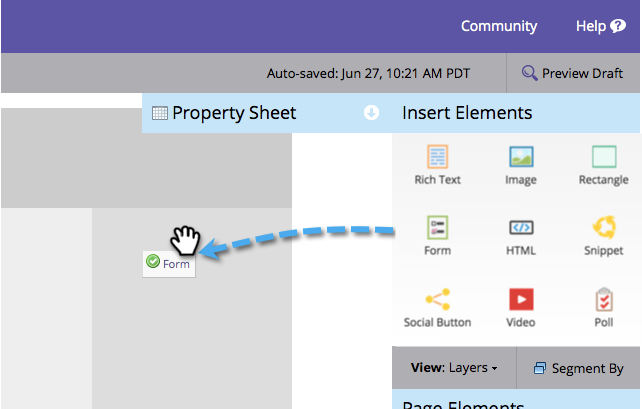 Community Help
Auto-saved: Jun 27, 10:21 AM PDT Preview Draft
Property Sheet Insert Elements
Rich Text Image Rectangle
Form HTML Snippet
Form
Social Button Video Poll
View: Layers Segment By
Page Elements